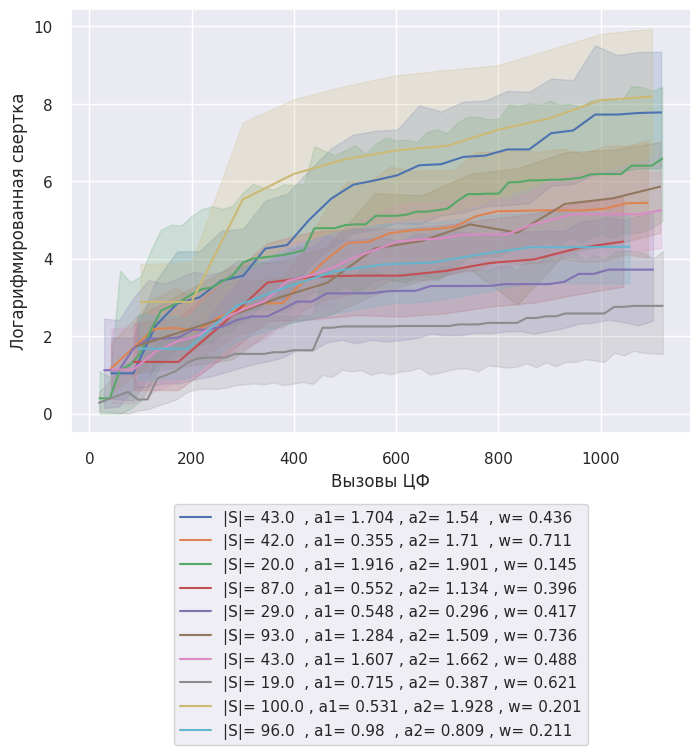 10
8
6
4
2
0
Логарифмированная свертка
0 200 400 600 800 1000
Вызовы ЦФ
|S|= 43.0 , a1= 1.704 , a2= 1.54 , w= 0.436
|S|= 42.0 , a1= 0.355 , a2= 1.71 , w= 0.711
|S|= 20.0 , a1= 1.916 , a2= 1.901 , w= 0.145
|S|= 87.0 , a1= 0.552 , a2= 1.134 , w= 0.396
|S|= 29.0 , a1= 0.548 , a2= 0.296 , w= 0.417
|S|= 93.0 , a1= 1.284 , a2= 1.509 , w= 0.736
|S|= 43.0 , a1= 1.607 , a2= 1.662 , w= 0.488
|S|= 19.0 , a1= 0.715 , a2= 0.387 , w= 0.621
|S|= 100.0 , a1= 0.531 , a2= 1.928 , w= 0.201
|S|= 96.0 , a1= 0.98 , a2= 0.809 , w= 0.211